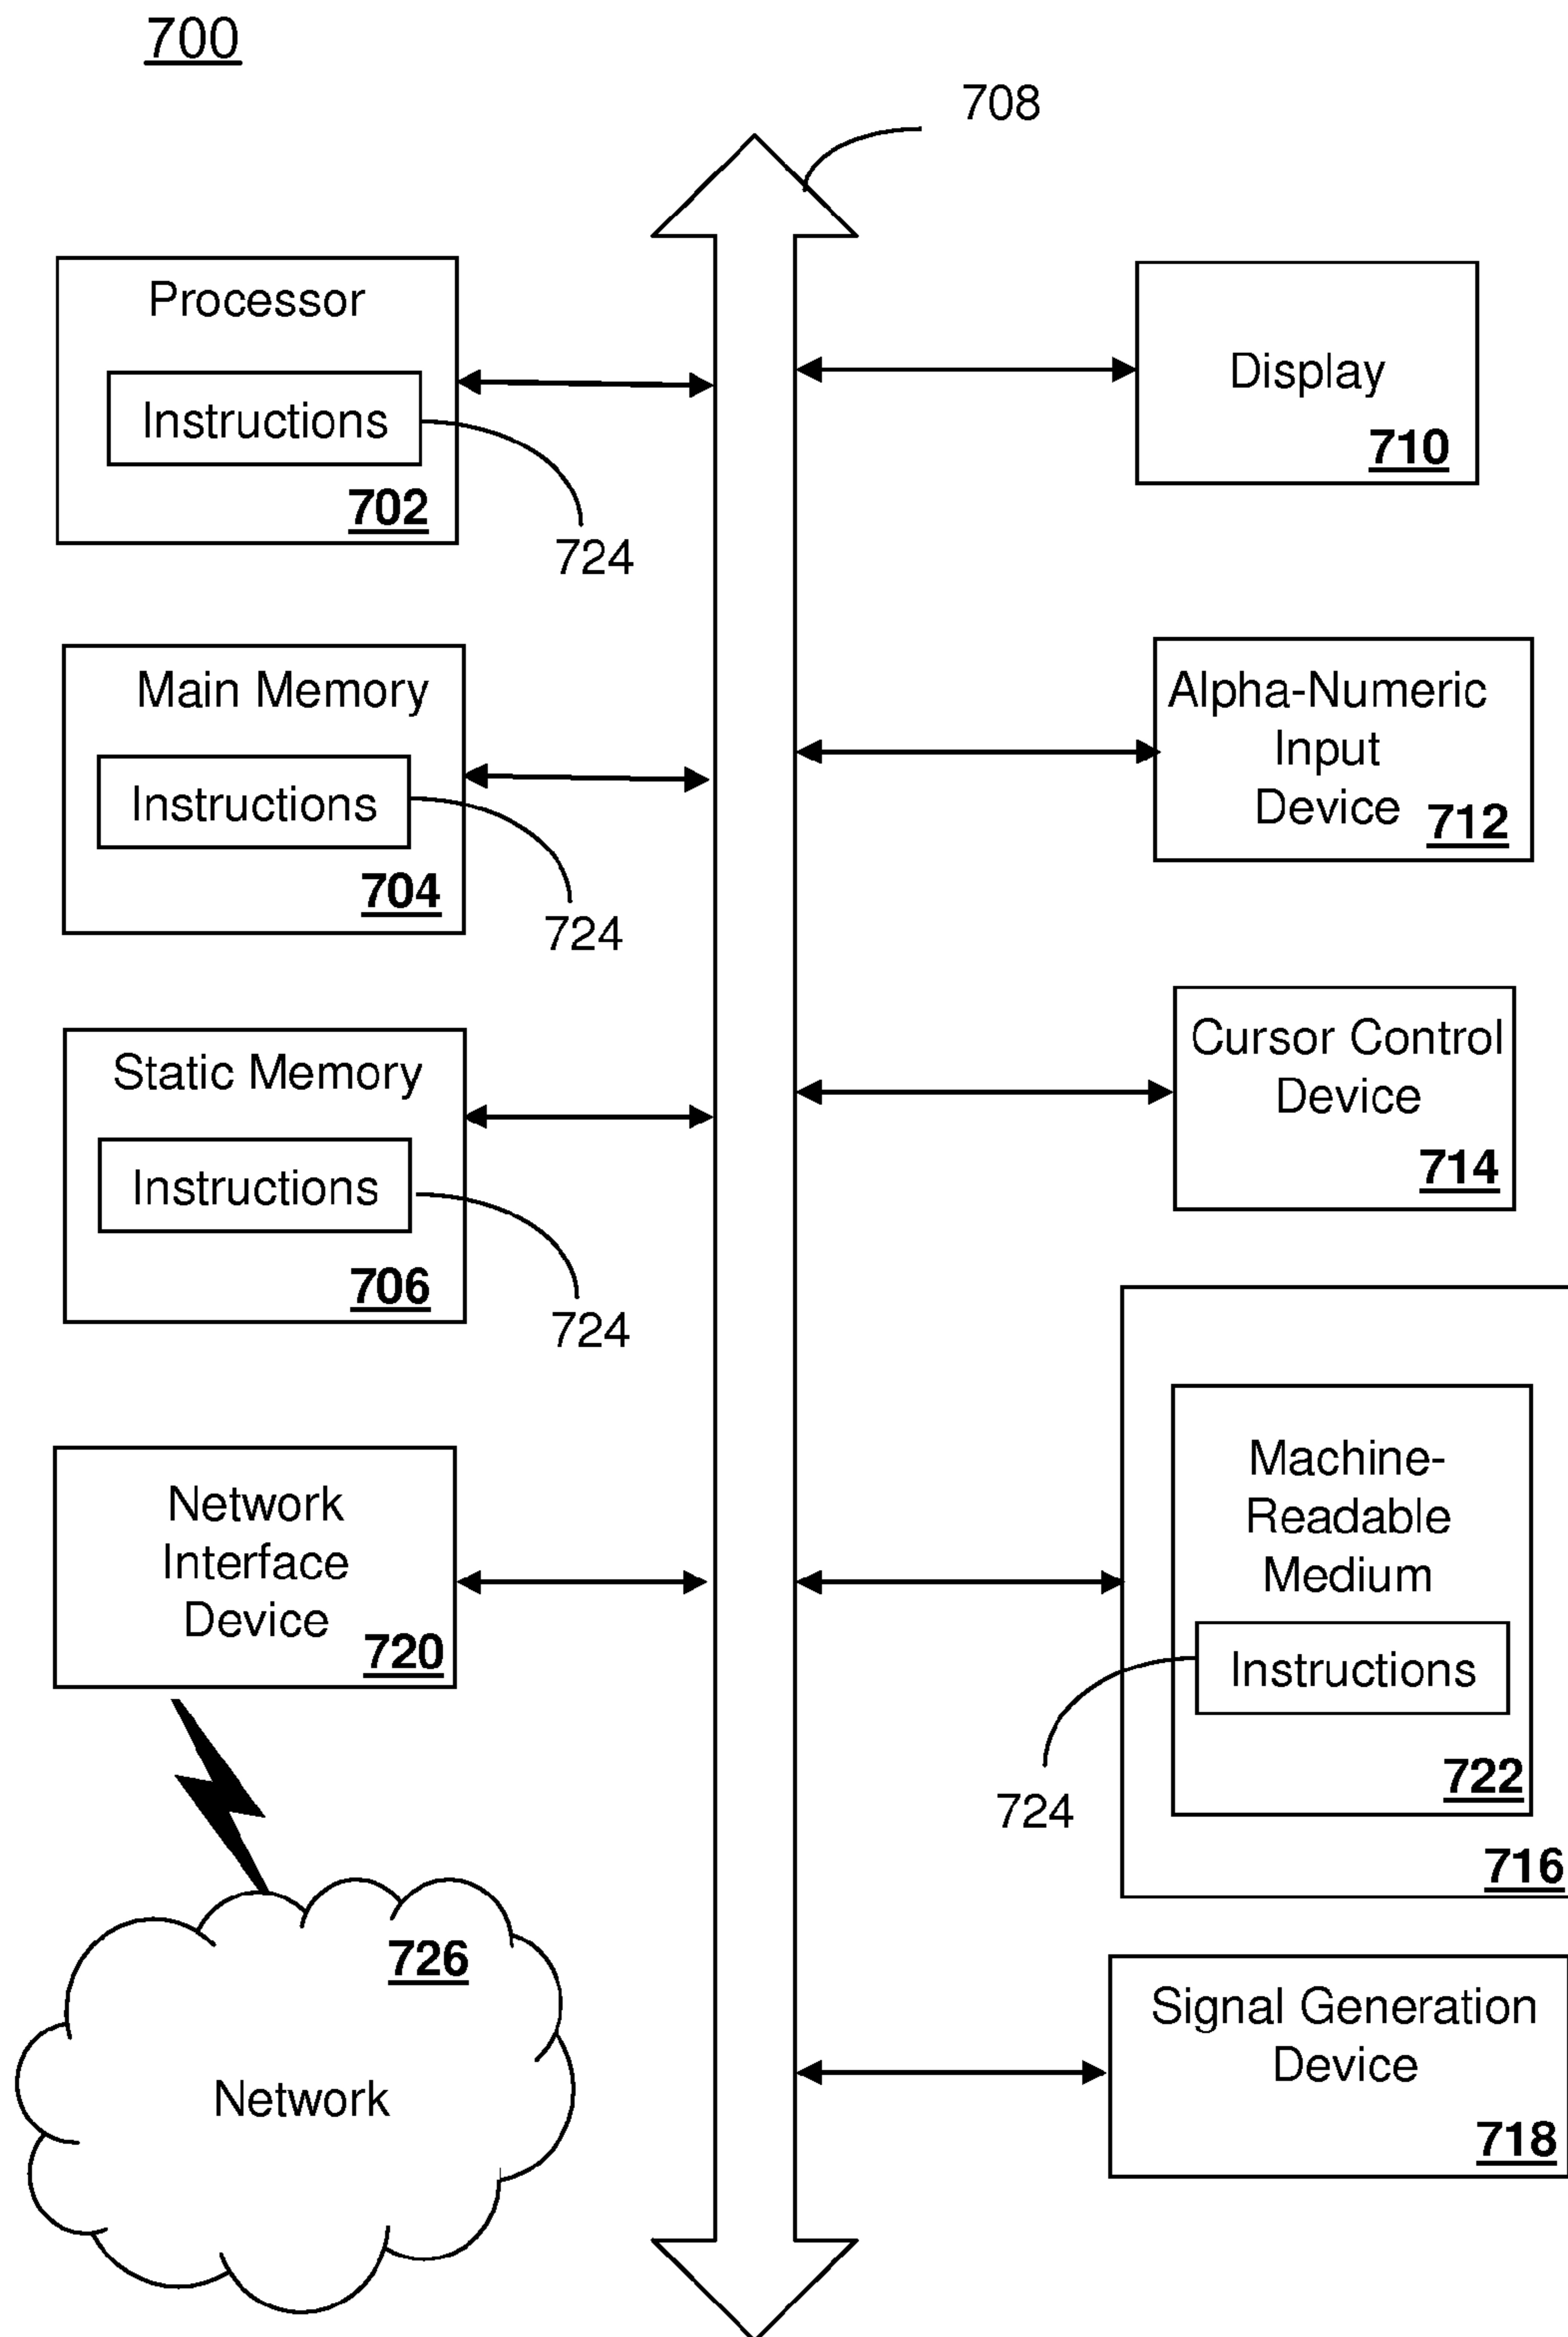 700
708
Processor
Instructions
702
724
Main Memory
Instructions
704
724
Static Memory
Instructions
706
724
Network
Interface
Device
720
726
Network
Display
710
Alpha-Numeric
Input
Device
712
Cursor Control
Device
714
Machine-
Readable
Medium
Instructions
722
724
716
Signal Generation
Device
718